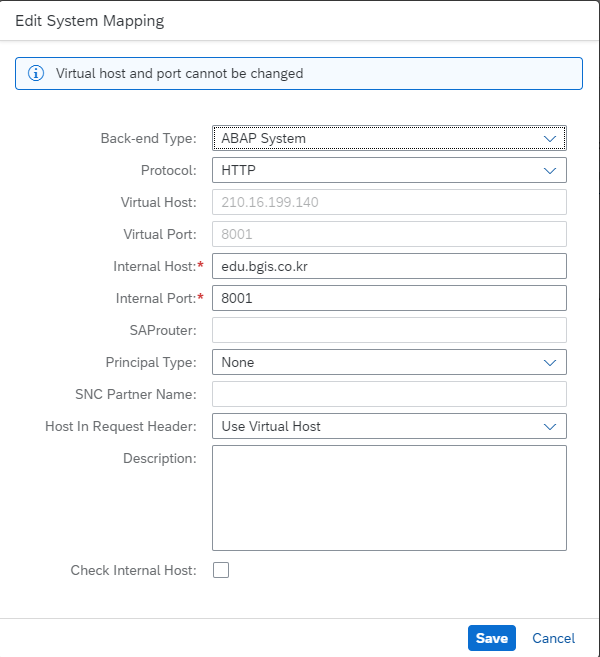 Edit System Mapping
Virtual host and port cannot be changed
Back-end Type: ABAP System
Protocol: HTTP
Virtual Host: 210.16.199.140
Virtual Port: 8001
Internal Host:* edu.bgis.co.kr
Internal Port:* 8001
SAProuter:
Principal Type: None
SNC Partner Name:
Host In Request Header: Use Virtual Host
Description:
Check Internal Host:
Save Cancel